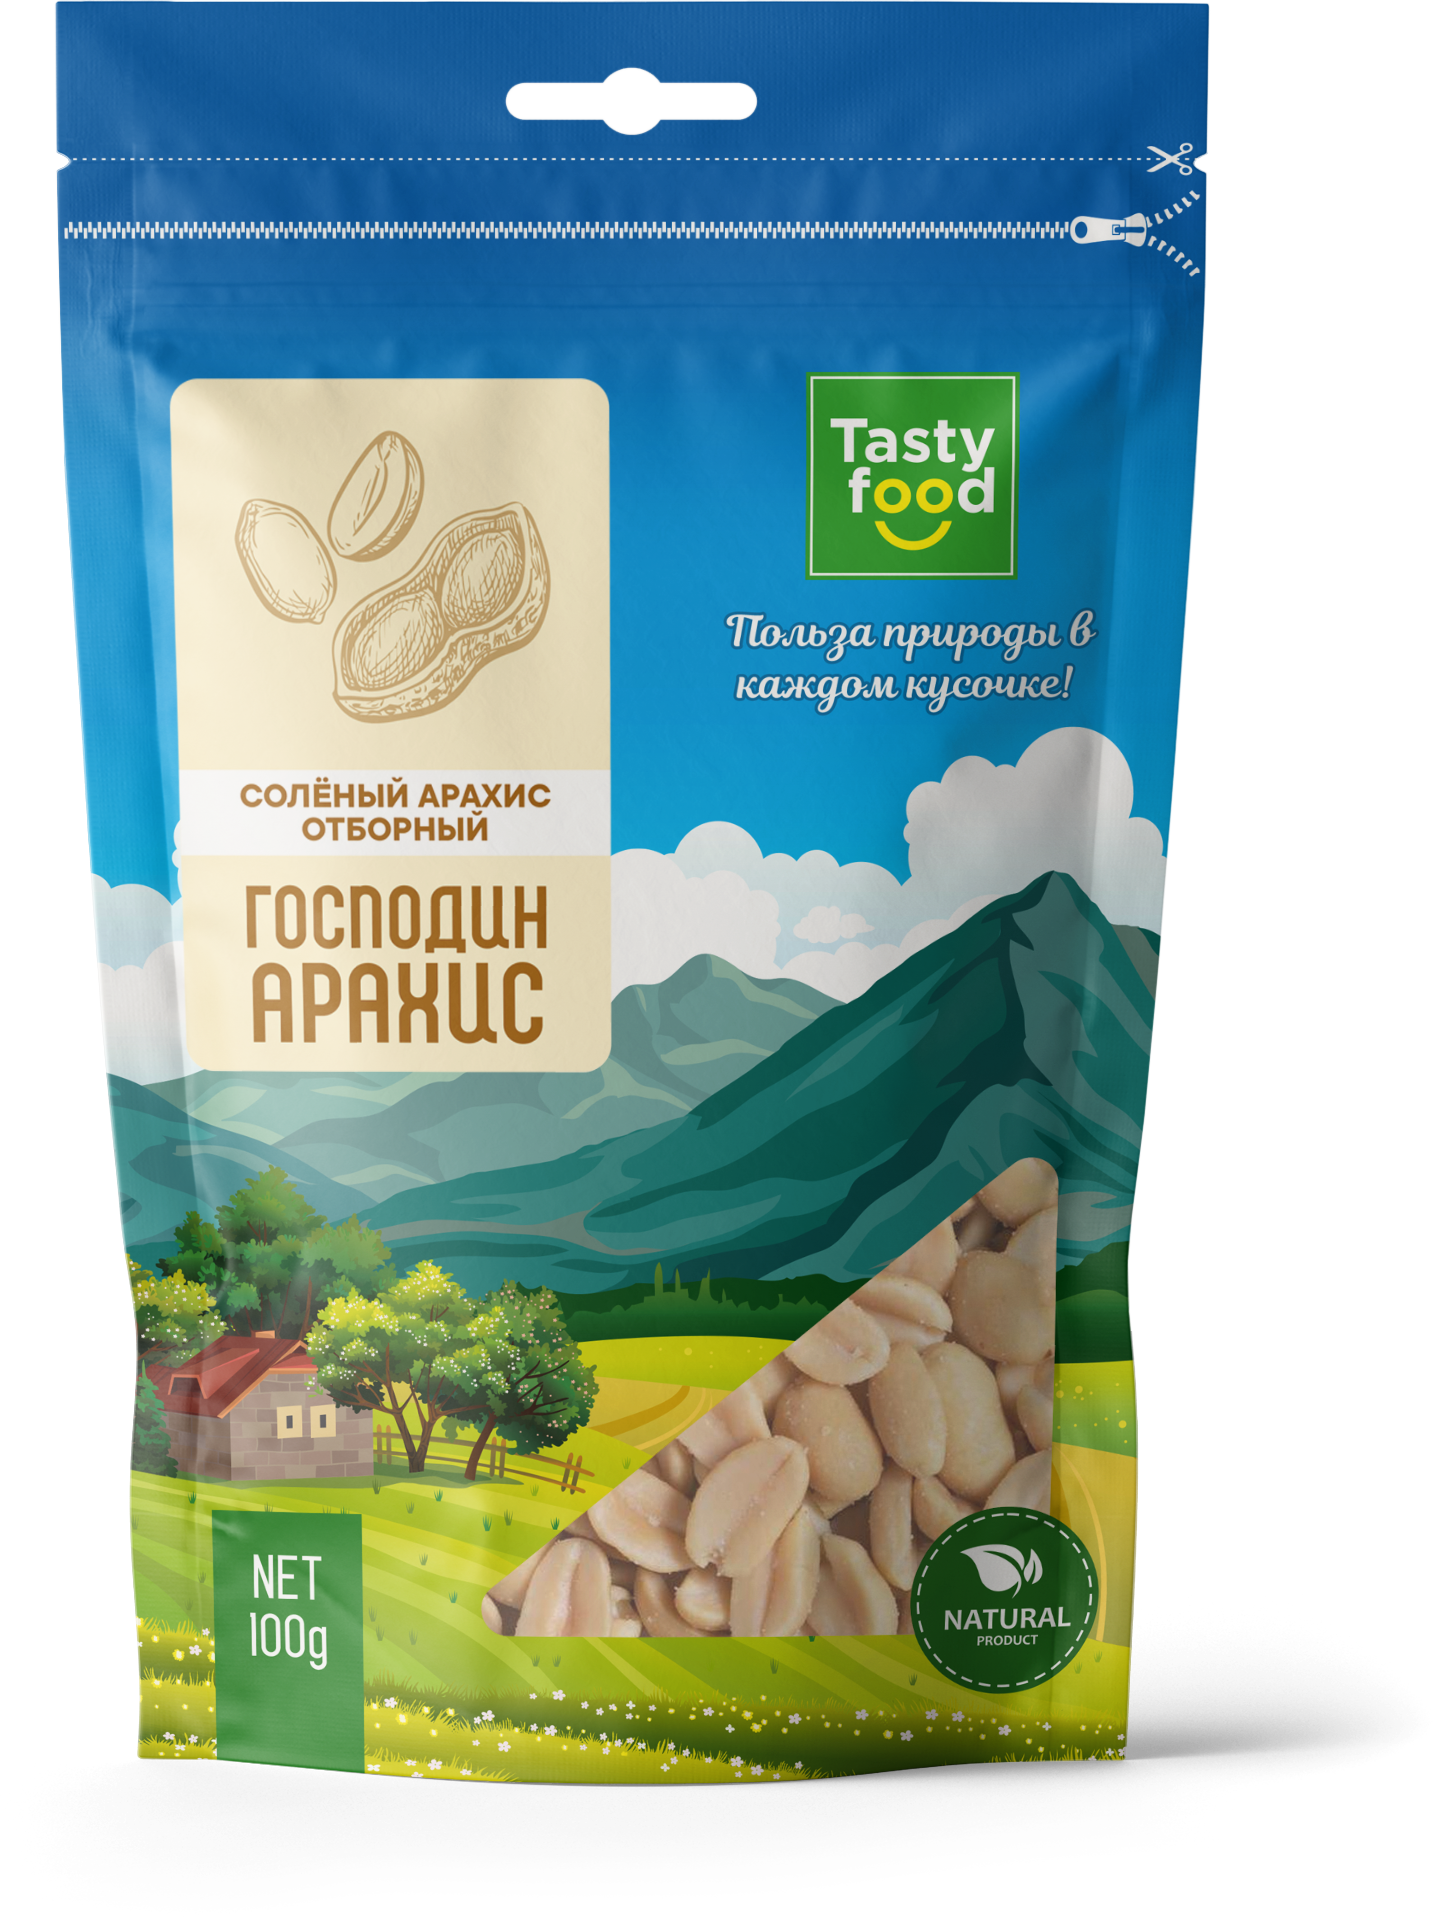 Tasty
food
Польза природы в
каждом кусочке!
СОЛЁНЫЙ АРАХИС
ОТБОРНЫЙ
ГОСПОДИН
АРАХИС
NET
100g
NATURAL
PRODUCT